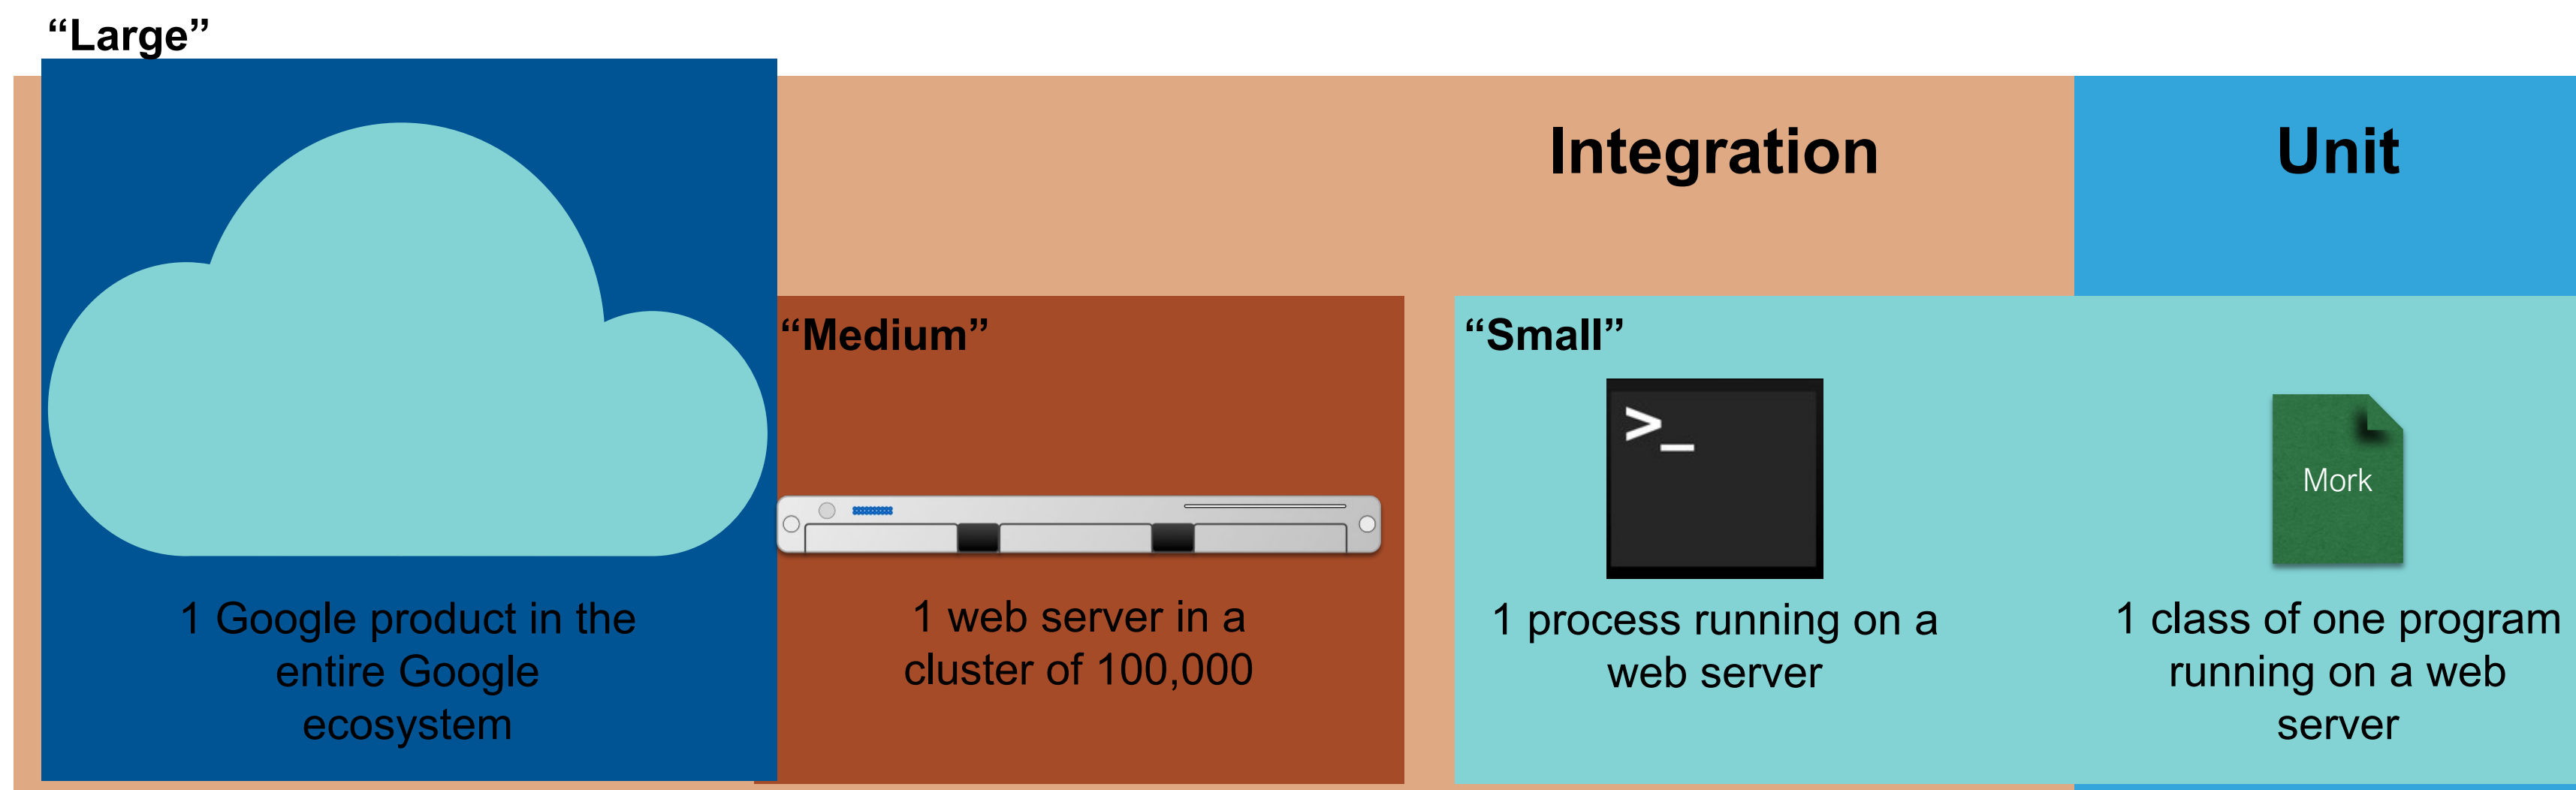 “Large”
Integration
Unit
“Medium”
“Small”
>_
Mork
1 Google product in the
entire Google
ecosystem
1 web server in a
cluster of 100,000
1 process running on a
web server
1 class of one program
running on a web
server